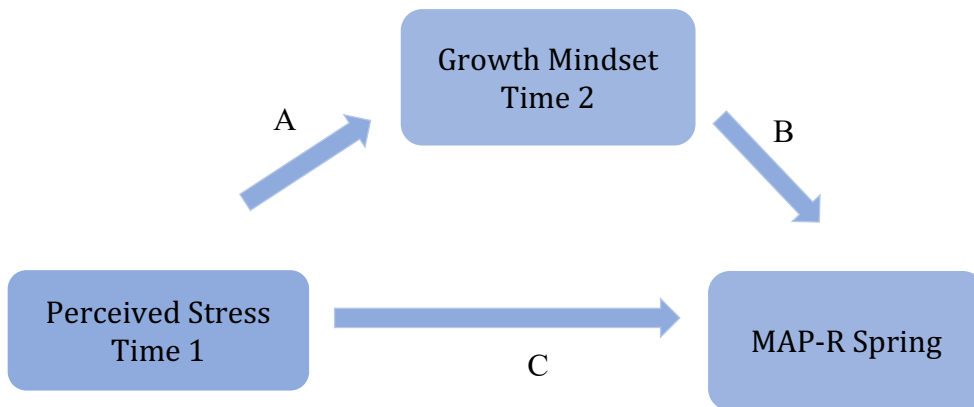 Growth Mindset
Time 2
A
B
Perceived Stress
Time 1
C
MAP-R Spring